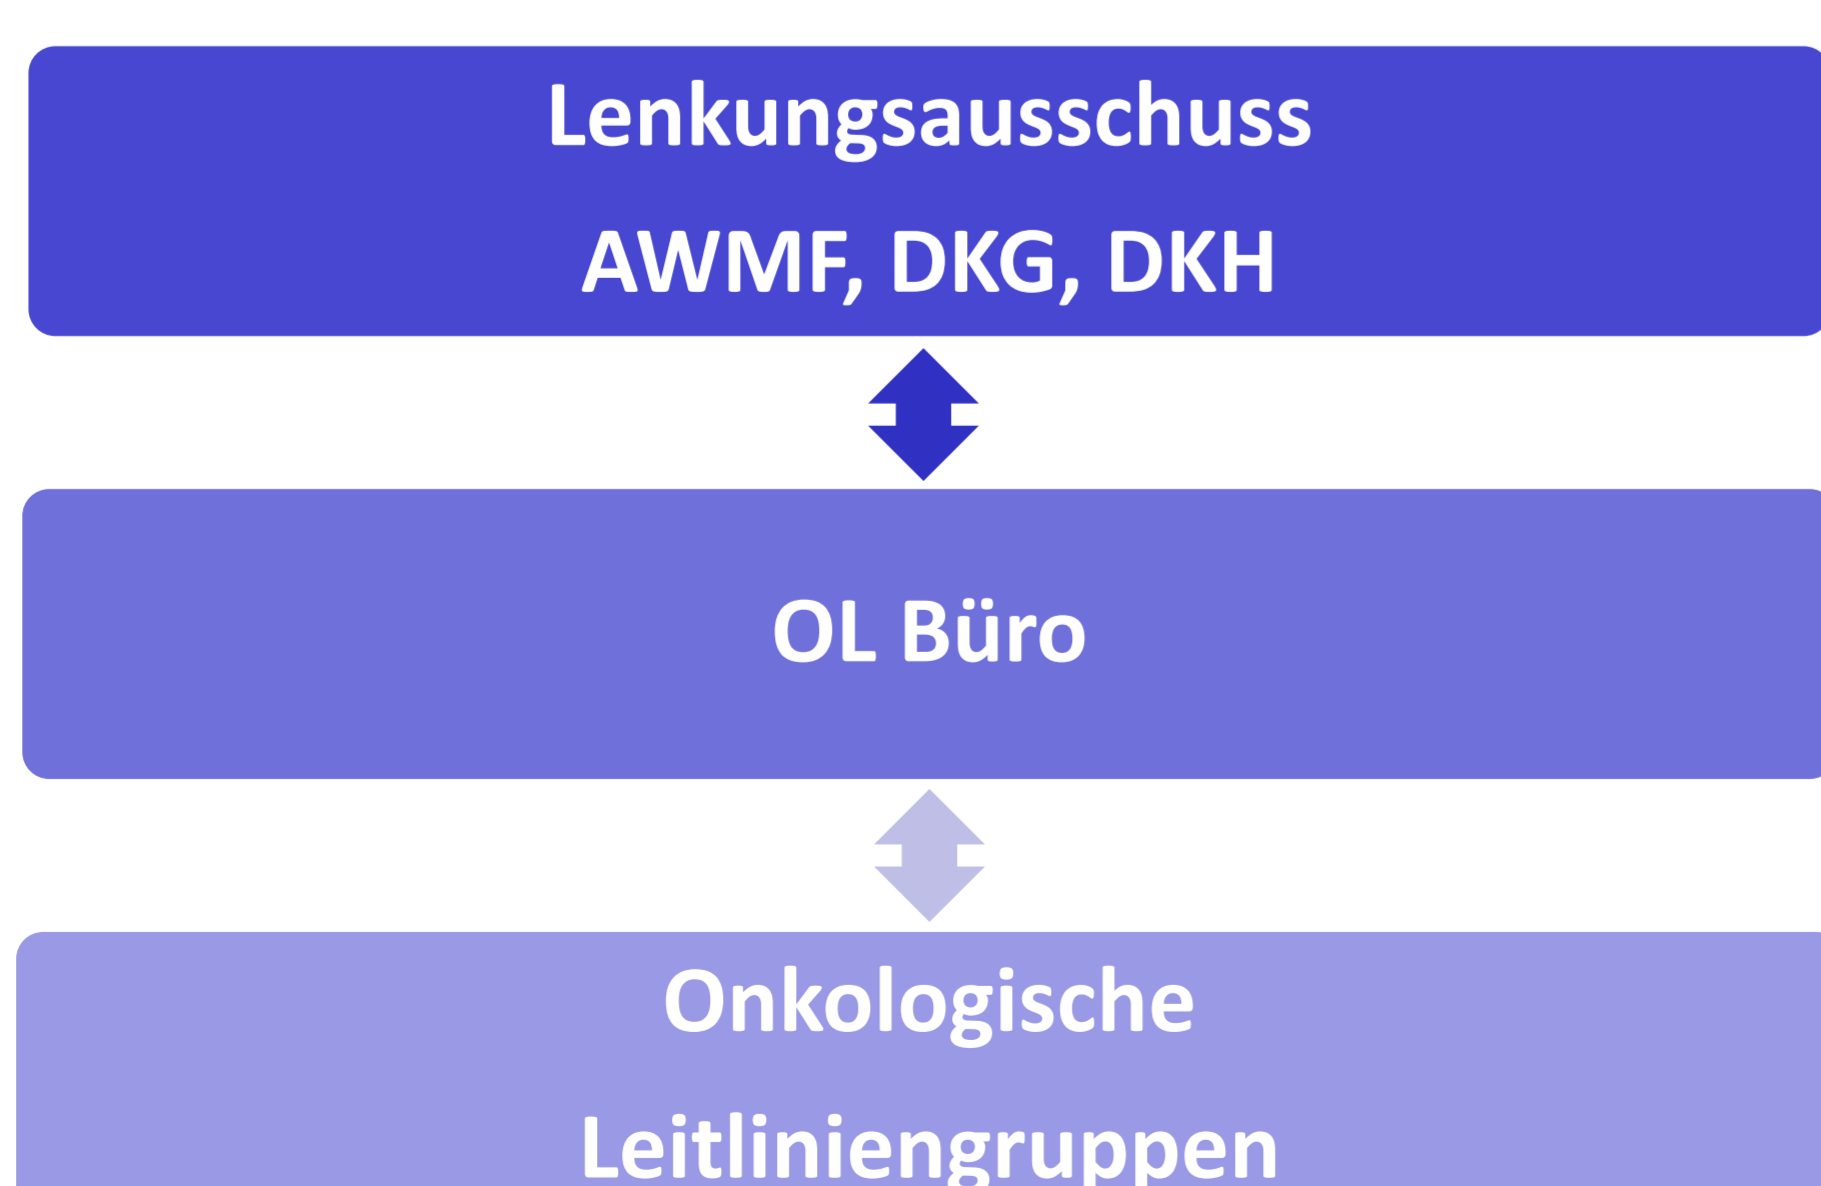 Lenkungsausschuss
AWMF, DKG, DKH
OL Büro
Onkologische
Leitliniengruppen